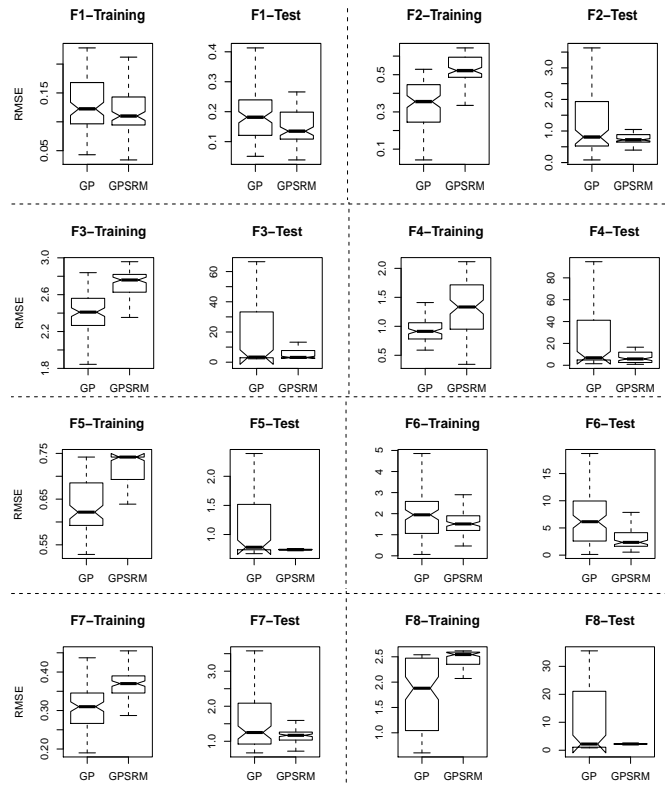 F1−Training
F1−Test
F2−Training
F2−Test
RMSE
0.05
0.15
GP
GPSRM
0.1
0.2
0.3
0.4
GP
GPSRM
0.1
0.3
0.5
GP
GPSRM
0.0
1.0
2.0
3.0
GP
GPSRM
F3−Training
F3−Test
F4−Training
F4−Test
RMSE
1.8
2.2
2.6
3.0
GP
GPSRM
0
20
40
60
GP
GPSRM
0.5
1.0
1.5
2.0
GP
GPSRM
0
20
40
60
80
GP
GPSRM
F5−Training
F5−Test
F6−Training
F6−Test
RMSE
0.55
0.65
0.75
GP
GPSRM
1.0
1.5
2.0
GP
GPSRM
0
1
2
3
4
5
GP
GPSRM
0
5
10
15
GP
GPSRM
F7−Training
F7−Test
F8−Training
F8−Test
RMSE
0.20
0.30
0.40
GP
GPSRM
1.0
2.0
3.0
GP
GPSRM
1.0
1.5
2.0
2.5
GP
GPSRM
0
10
20
30
GP
GPSRM